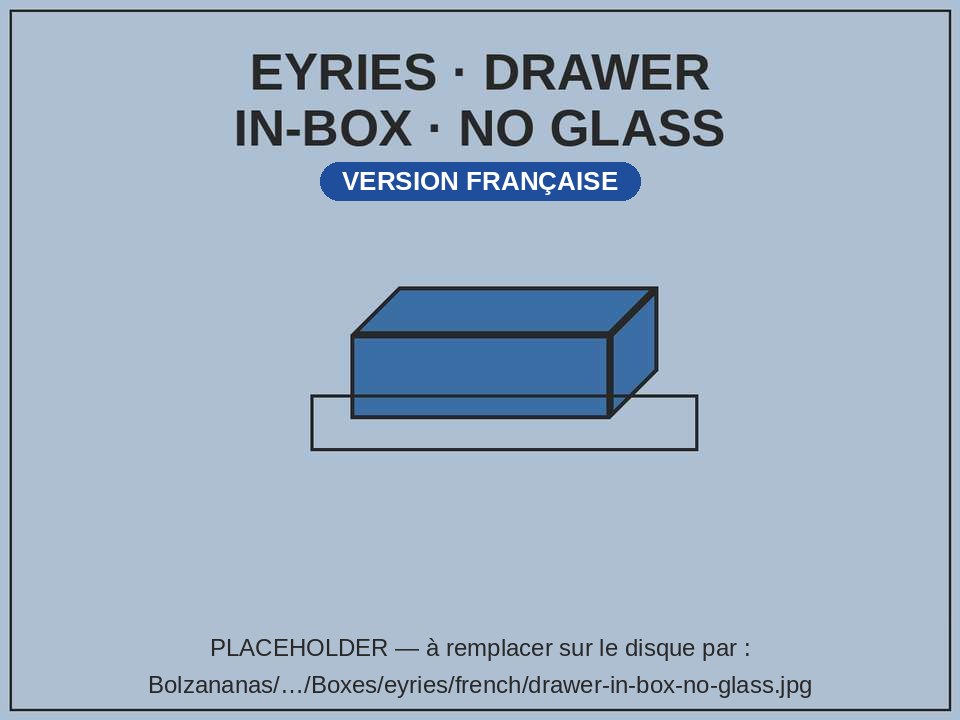 EYRIES · DRAWER
IN-BOX · NO GLASS
VERSION FRANÇAISE
PLACEHOLDER — à remplacer sur le disque par :
Bolzananas/…/Boxes/eyries/french/drawer-in-box-no-glass.jpg